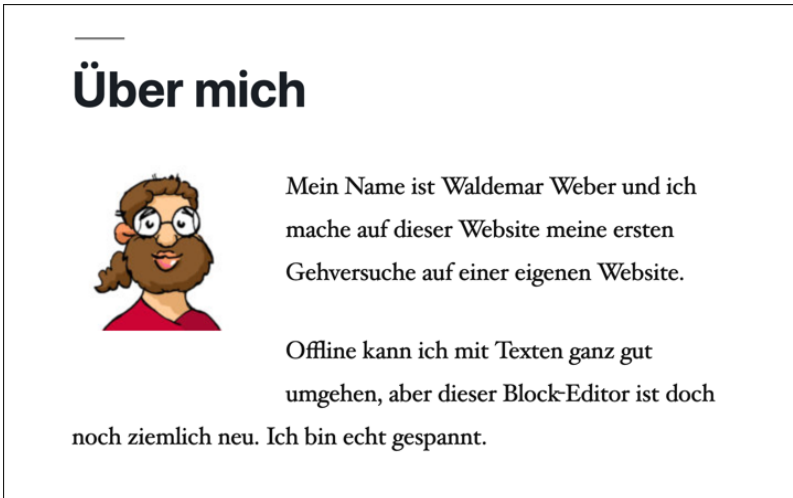 Über mich
Mein Name ist Waldemar Weber und ich
mache auf dieser Website meine ersten
Gehversuche auf einer eigenen Website.
Offline kann ich mit Texten ganz gut
umgehen, aber dieser Block-Editor ist doch
noch ziemlich neu. Ich bin echt gespannt.